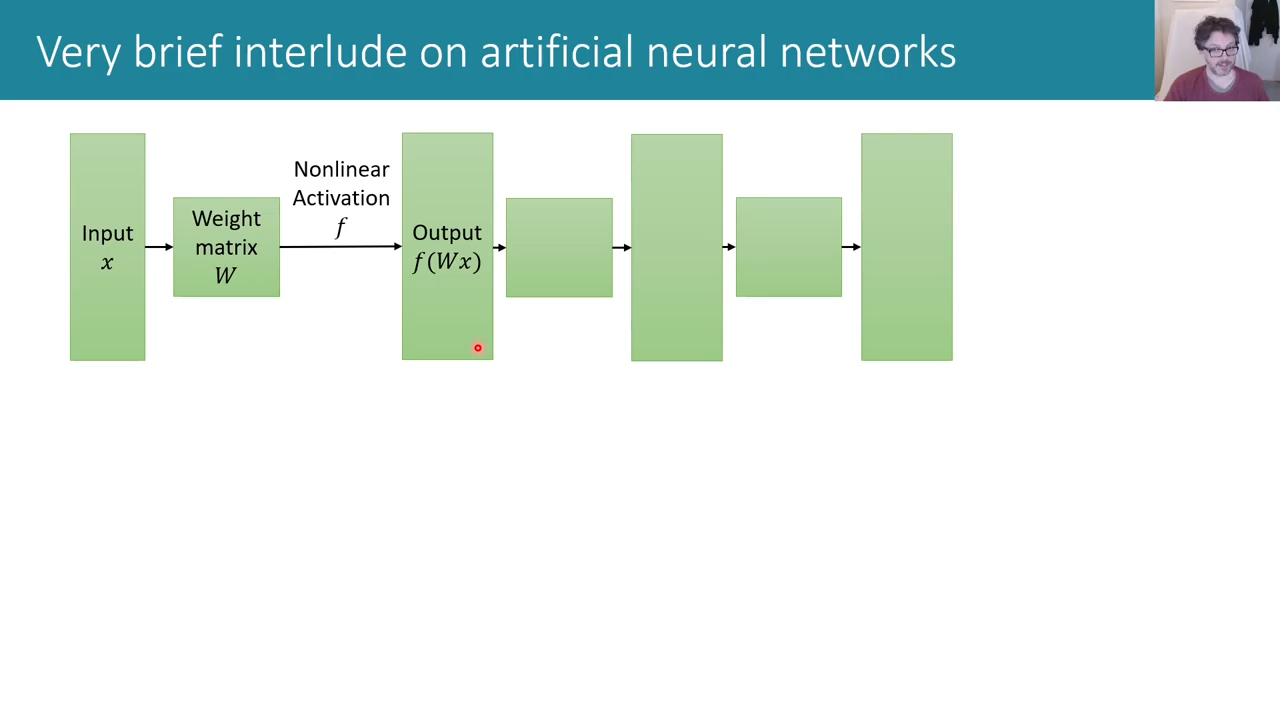 Very brief interlude on artificial neural networks
Input
𝑥
Weight
matrix
𝑊
Nonlinear
Activation
𝑓
Output
𝑓(𝑊𝑥)